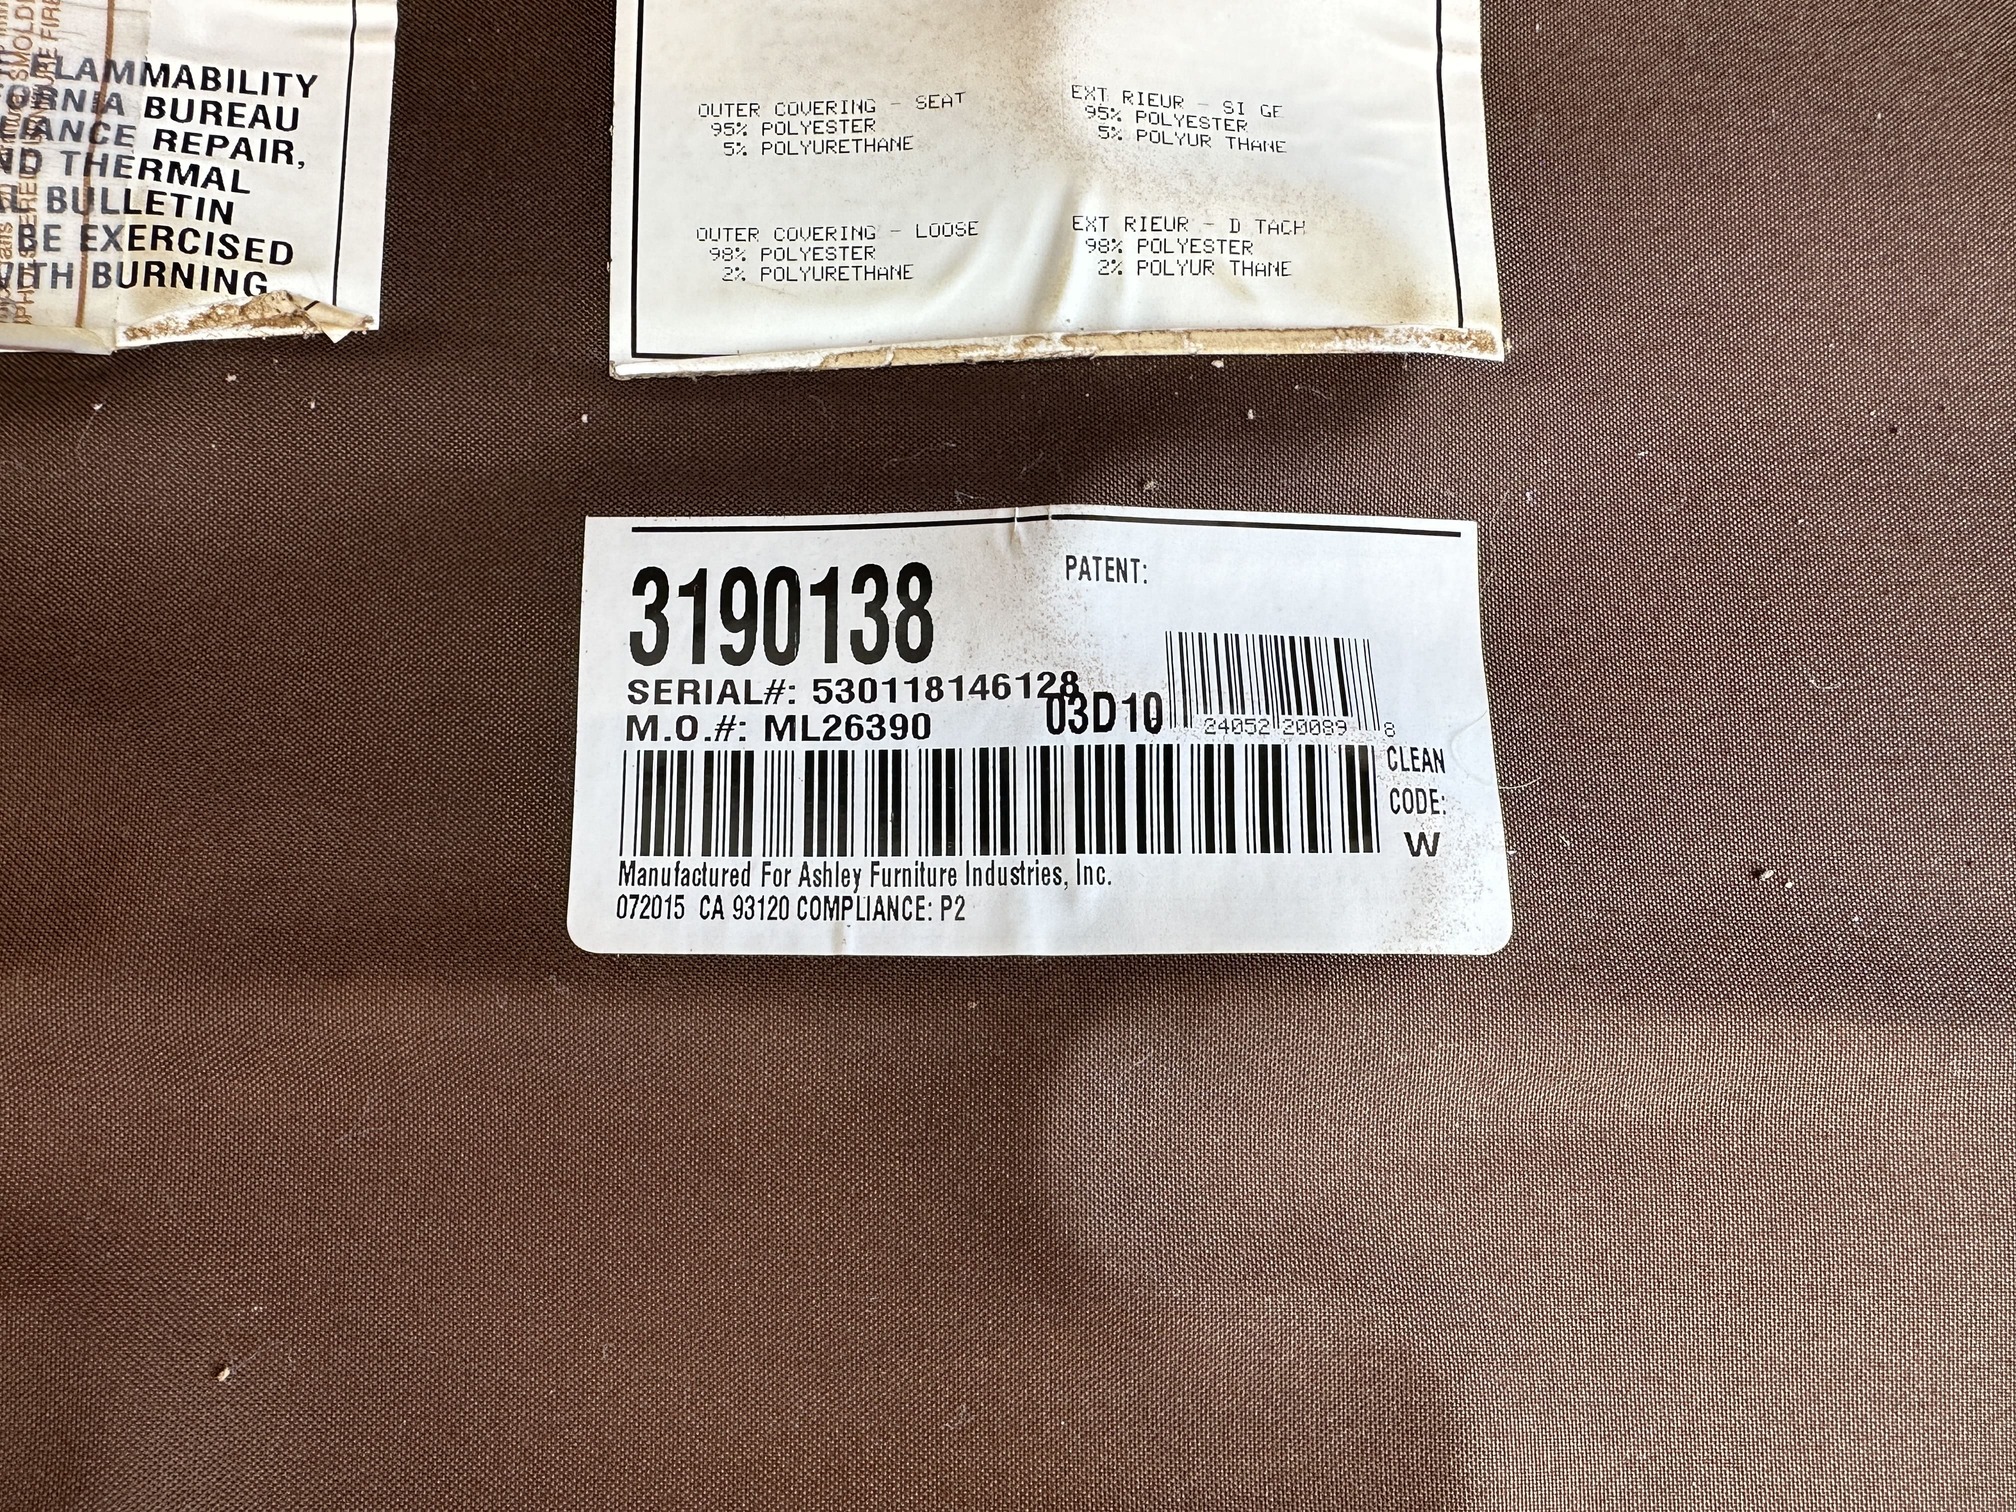 FLAMMABILITY
BUREAU
REPAIR,
THERMAL
BULLETIN
BE EXERCISED
WITH BURNING
OUTER COVERING - SEAT
95% POLYESTER
5% POLYURETHANE
EXT RIEUR - SI GE
95% POLYESTER
5% POLYUR THANE
OUTER COVERING - LOOSE
98% POLYESTER
2% POLYURETHANE
EXT RIEUR - D TACH
98% POLYESTER
2% POLYUR THANE
3190138
PATENT:
SERIAL#: 530118146128
M.O.#: ML26390
03D10
24052 20089 8
CLEAN
CODE:
W
Manufactured For Ashley Furniture Industries, Inc.
072015 CA 93120 COMPLIANCE: P2